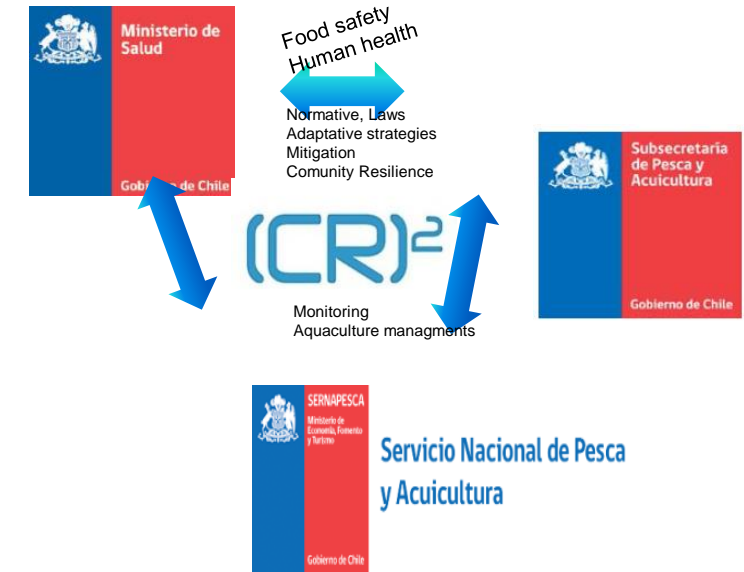 Ministerio de
Salud
Gobierno de Chile
Food safety
Human health
Normative, Laws
Adaptative strategies
Mitigation
Comunity Resilience
Subsecretaría
de Pesca y
Acuicultura
Gobierno de Chile
(CR)2
Monitoring
Aquaculture managments
SERNAPESCA
Ministerio de
Economía, Fomento
y Turismo
Gobierno de Chile
Servicio Nacional de Pesca
y Acuicultura